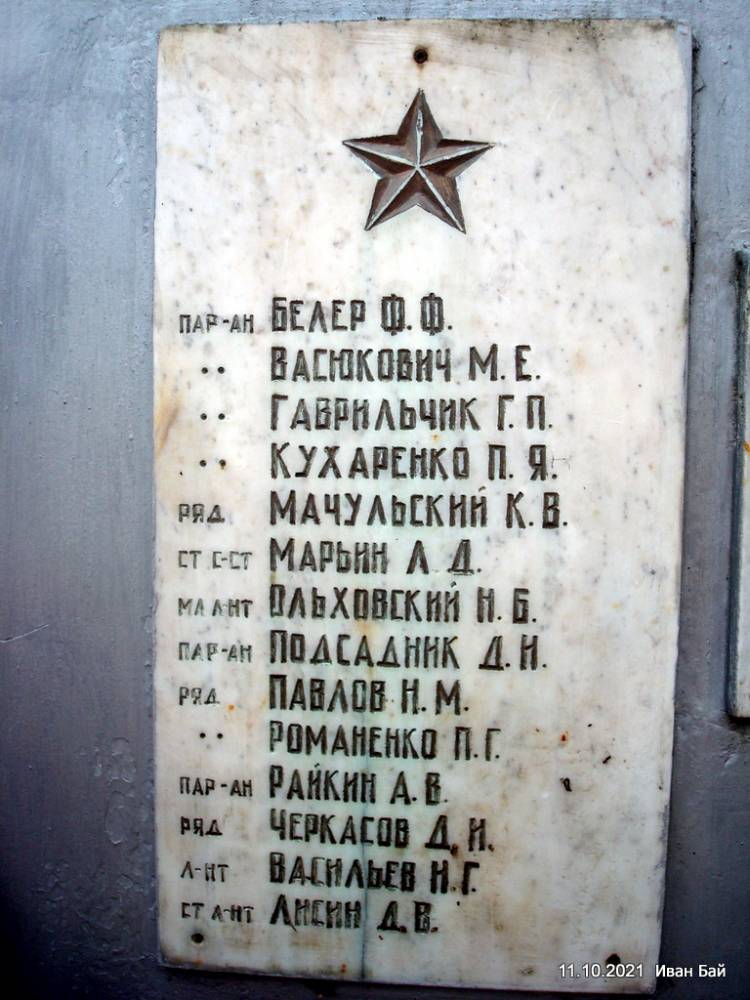 ПАР-АН БЕЛЕР Ф.Ф.
·· ВАСЮКОВИЧ М.Е.
·· ГАВРИЛЬЧИК Г.П.
·· КУХАРЕНКО П.Я.
РЯД МАЧУЛЬСКИЙ К.В.
СТ С-СТ МАРЬИН Л.Д.
МЛ Л-НТ ОЛЬХОВСКИЙ Н.Б.
ПАР-АН ПОДСАДНИК Д.И.
РЯД ПАВЛОВ Н.М.
·· РОМАНЕНКО П.Г.
ПАР-АН РАЙКИН А.В.
РЯД ЧЕРКАСОВ Д.И.
Л-НТ ВАСИЛЬЕВ Н.Г.
СТ Л-НТ ЛИСИН Д.В.
11.10.2021 Иван Бай